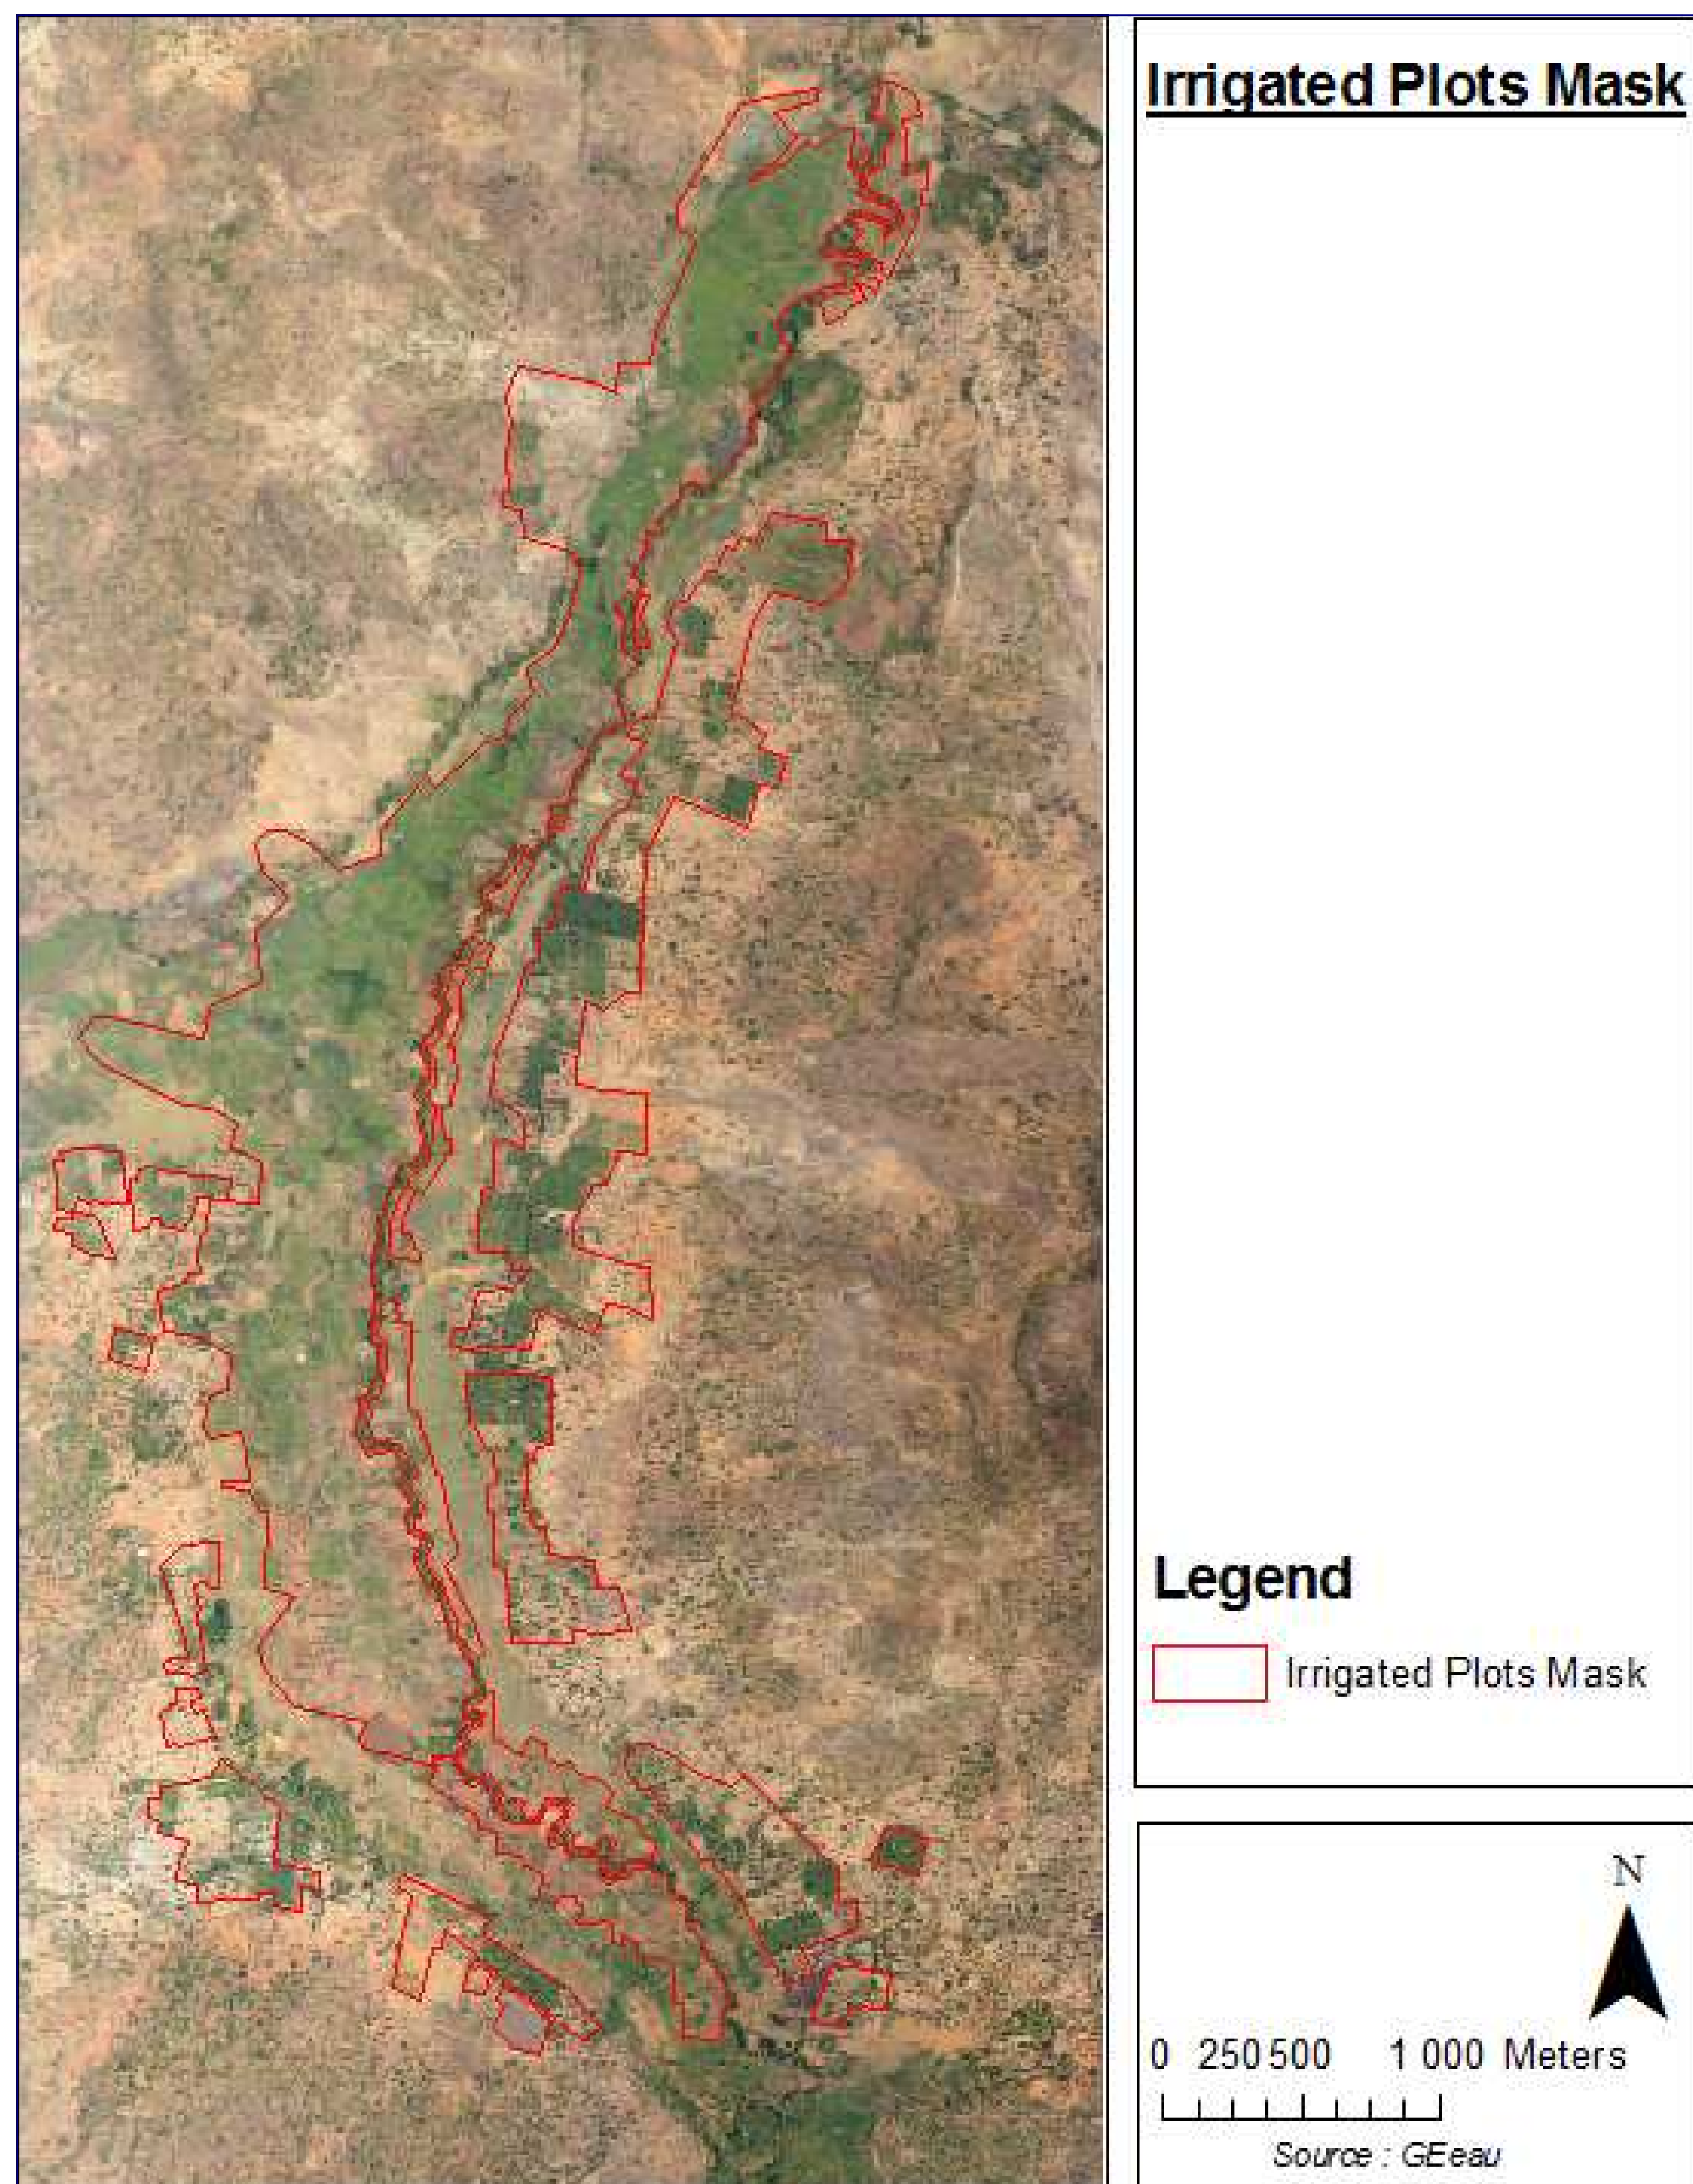 Irrigated Plots Mask
Legend
Irrigated Plots Mask
N
0 250 500 1 000 Meters
Source : GEeau